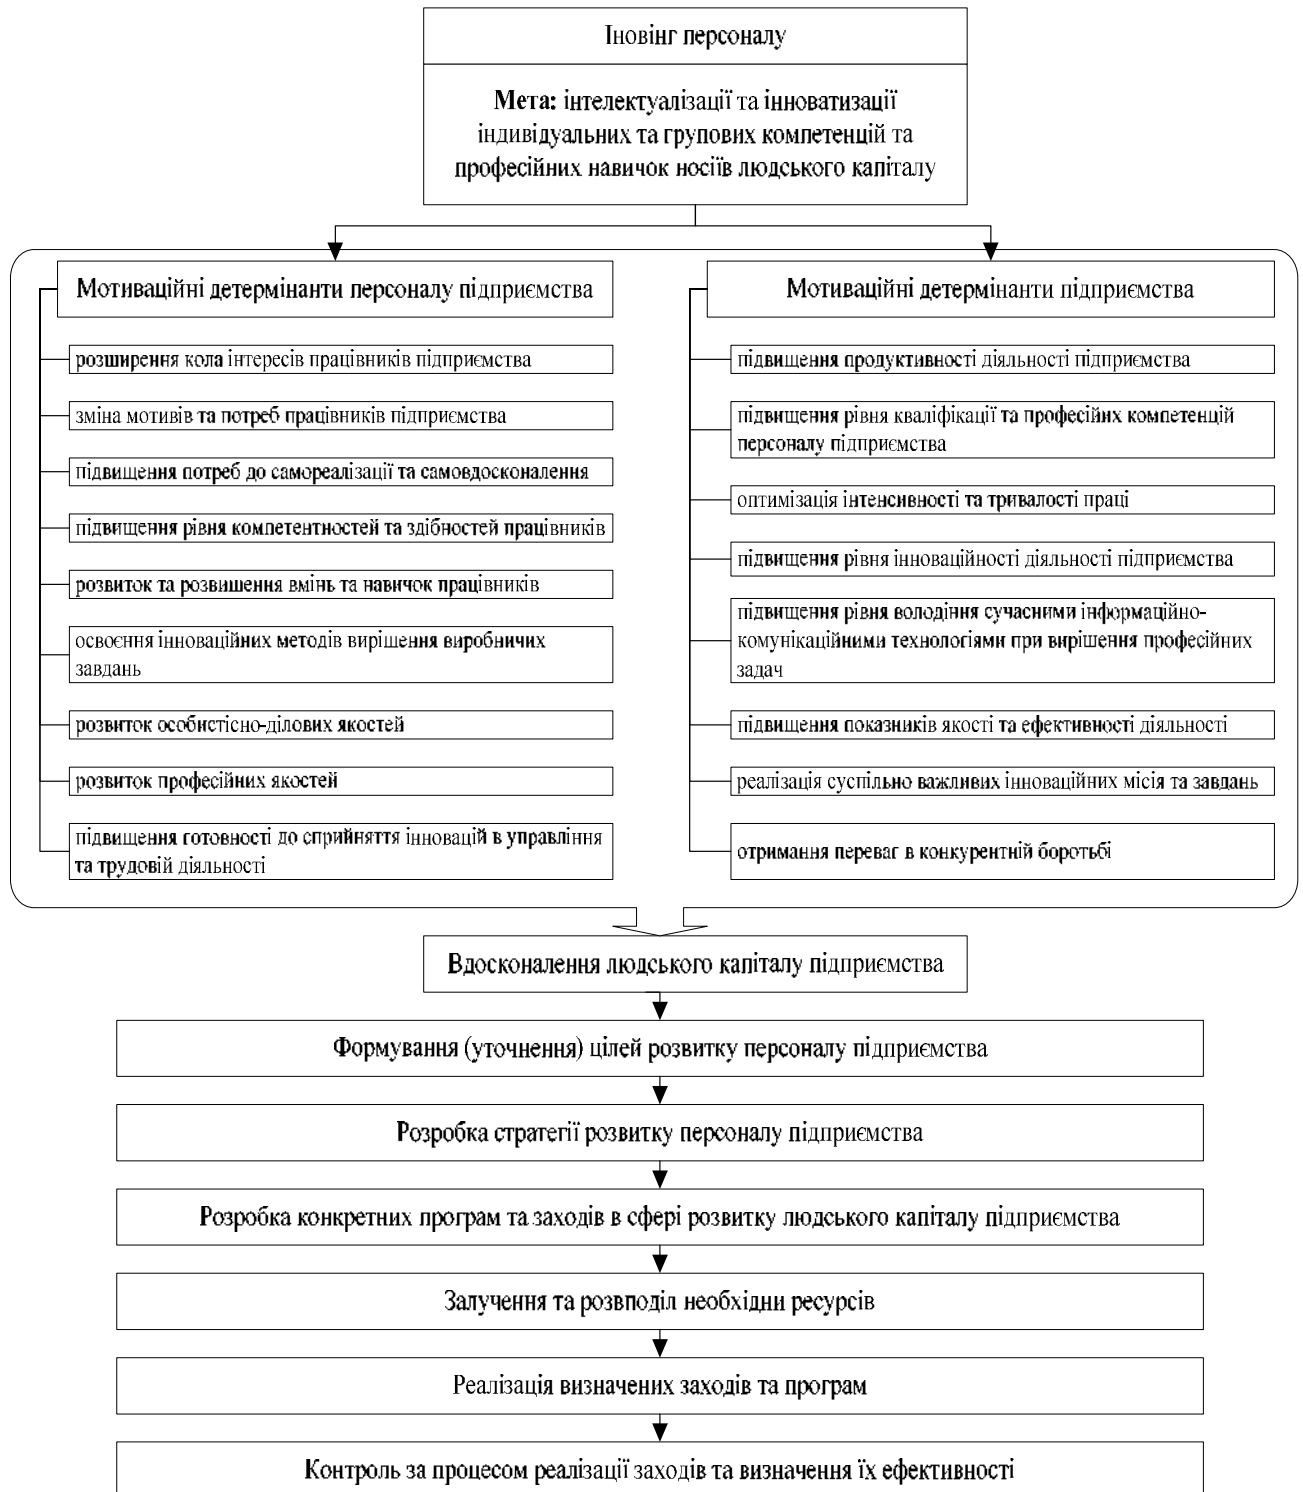 Іновінг персоналу
Мета: інтелектуалізації та інноватизації
індивідуальних та групових компетенцій та
професійних навичок носіїв людського капіталу
Мотиваційні детермінанти персоналу підприємства
розширення кола інтересів працівників підприємства
зміна мотивів та потреб працівників підприємства
підвищення потреб до самореалізації та самовдосконалення
підвищення рівня компетентностей та здібностей працівників
розвиток та розвишення вмінь та навичок працівників
освоєння інноваційних методів вирішення виробничих
завдань
розвиток особистісно-ділових якостей
розвиток професійних якостей
підвищення готовності до сприйняття інновацій в управління
та трудовій діяльності
Мотиваційні детермінанти підприємства
підвищення продуктивності діяльності підприємства
підвищення рівня кваліфікації та професійих компетенцій
персоналу підприємства
оптимізація інтенсивності та тривалості праці
підвищення рівня інноваційності діяльності підприємства
підвищення рівня володіння сучасними інформаційно-
комунікаційними технологіями при вирішення професійних
задач
підвищення показників якості та ефективності діяльності
реалізація суспільно важливих інноваційних місія та завдань
отримання переваг в конкурентній боротьбі
Вдосконалення людського капіталу підприємства
Формування (уточнення) цілей розвитку персоналу підприємства
Розробка стратегії розвитку персоналу підприємства
Розробка конкретних програм та заходів в сфері розвитку людського капіталу підприємства
Залучення та розвподіл необхідни ресурсів
Реалізація визначених заходів та програм
Контроль за процесом реалізації заходів та визначення їх ефективності